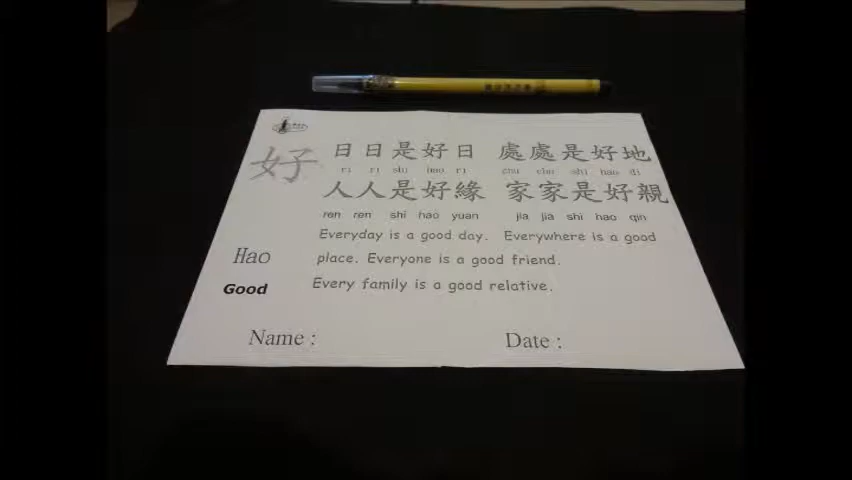 好
日日是好日 處處是好地
ri ri shi hao ri chu chu shi hao di
人人是好緣 家家是好親
ren ren shi hao yuan jia jia shi hao qin
Everyday is a good day. Everywhere is a good
place. Everyone is a good friend.
Every family is a good relative.
Hao
Good
Name : Date :